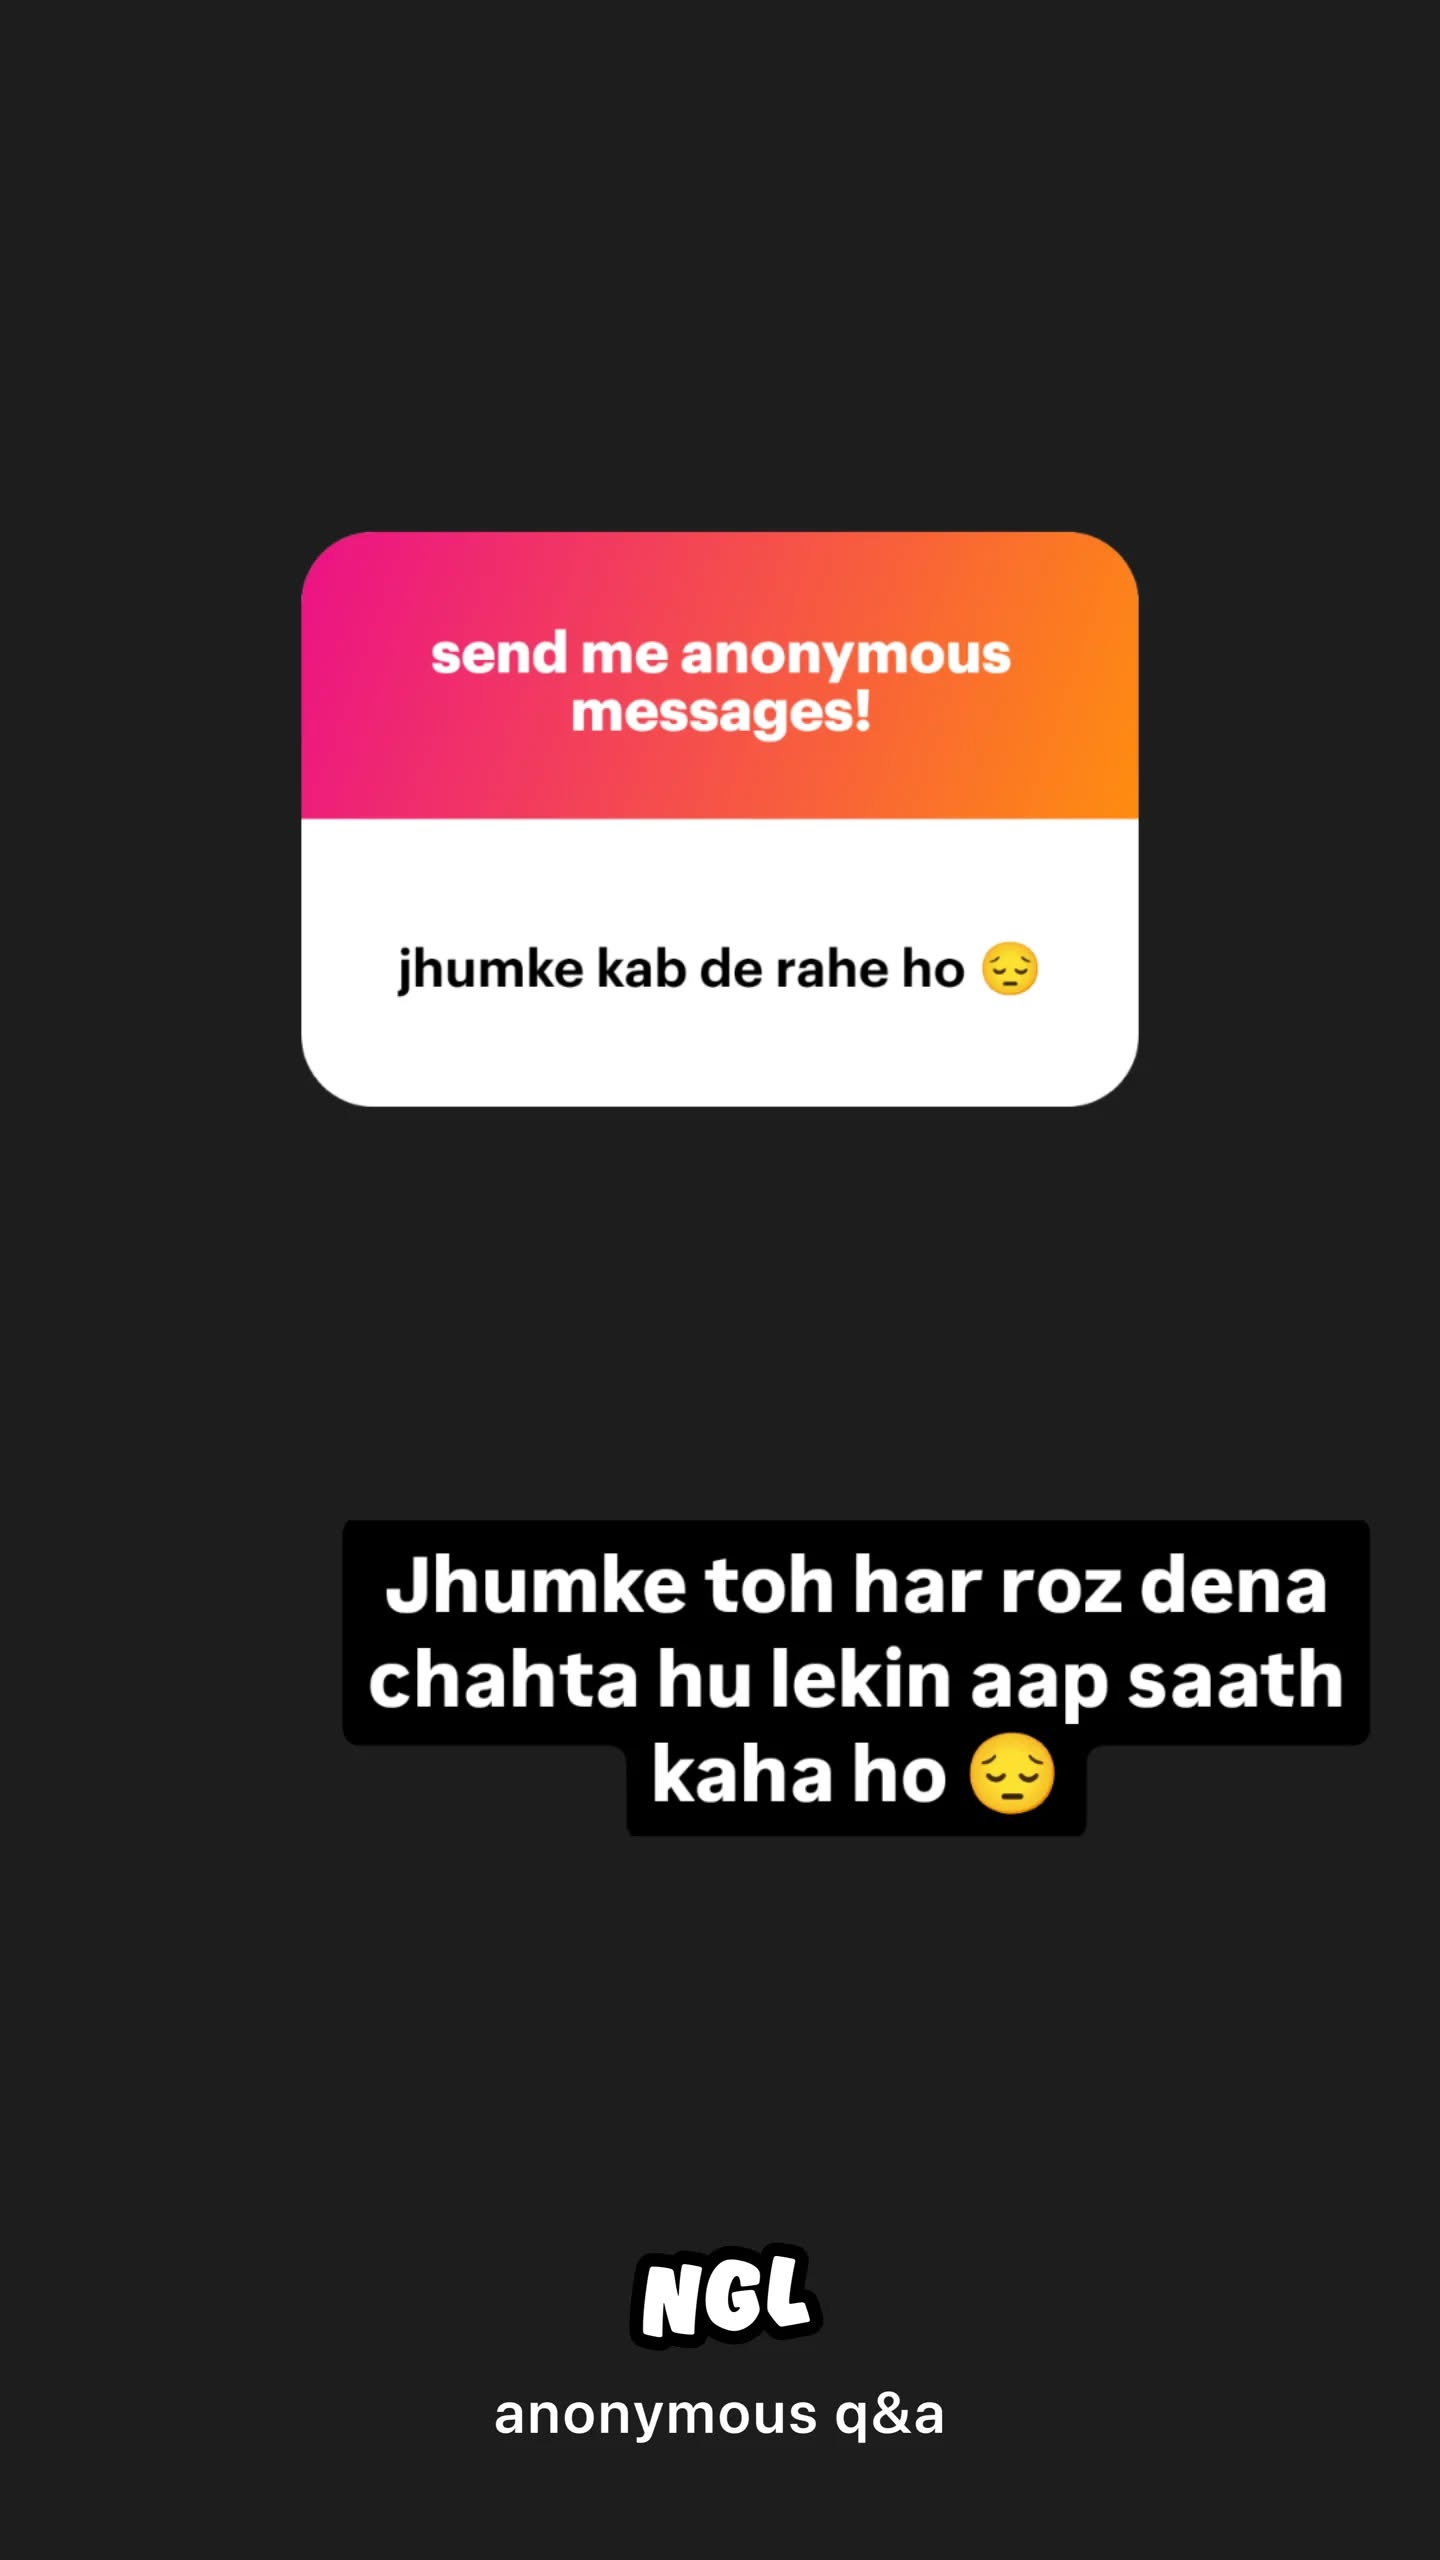 send me anonymous
messages!
jhumke kab de rahe ho 😔
Jhumke toh har roz dena
chahta hu lekin aap saath
kaha ho 😔
NGL
anonymous q&a